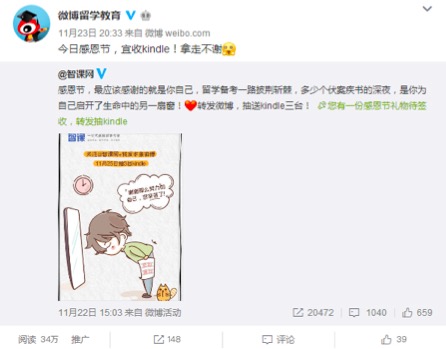 微博留学教育
11月23日 20:33 来自 微博 weibo.com
今日感恩节，宜收kindle！拿走不谢
@智课网
感恩节，最应该感谢的就是你自己，留学备考一路披荆斩棘，多少个伏案疾书的深夜，是你为
自己启开了生命中的另一扇窗！❤转发微博，抽送kindle三台！您有一份感恩节礼物待签
收，转发抽kindle
智课
自己，您辛苦了！
11月22日 15:03 来自 微博活动
20472
1040
659
阅读 34万
推广
148
评论
39